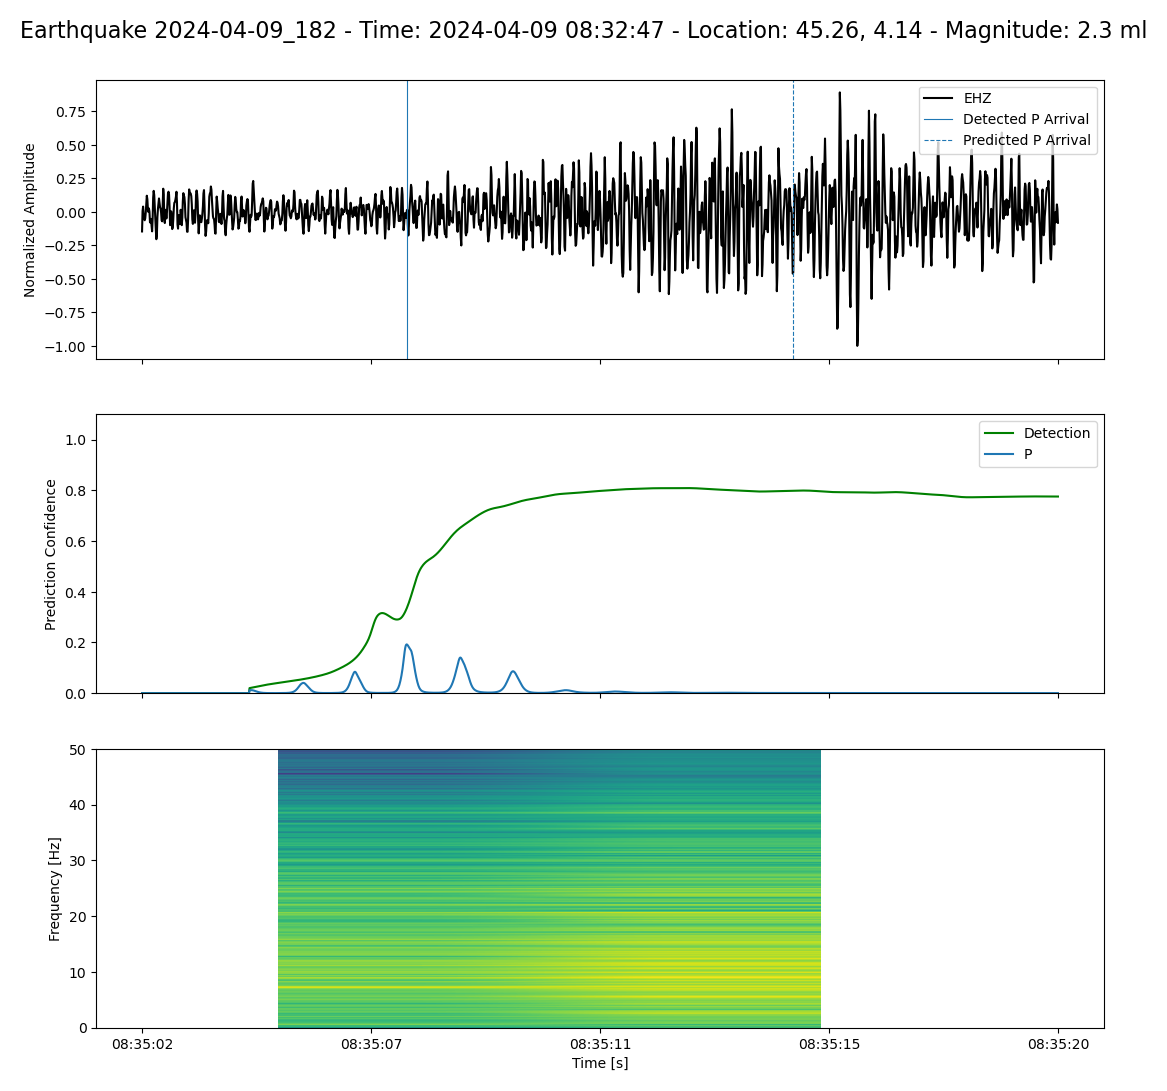 Earthquake 2024-04-09_182 - Time: 2024-04-09 08:32:47 - Location: 45.26, 4.14 - Magnitude: 2.3 ml
Normalized Amplitude
0.75
0.50
0.25
0.00
−0.25
−0.50
−0.75
−1.00
EHZ
Detected P Arrival
Predicted P Arrival
Prediction Confidence
1.0
0.8
0.6
0.4
0.2
0.0
Detection
P
Frequency [Hz]
50
40
30
20
10
0
08:35:02 08:35:07 08:35:11 08:35:15 08:35:20
Time [s]